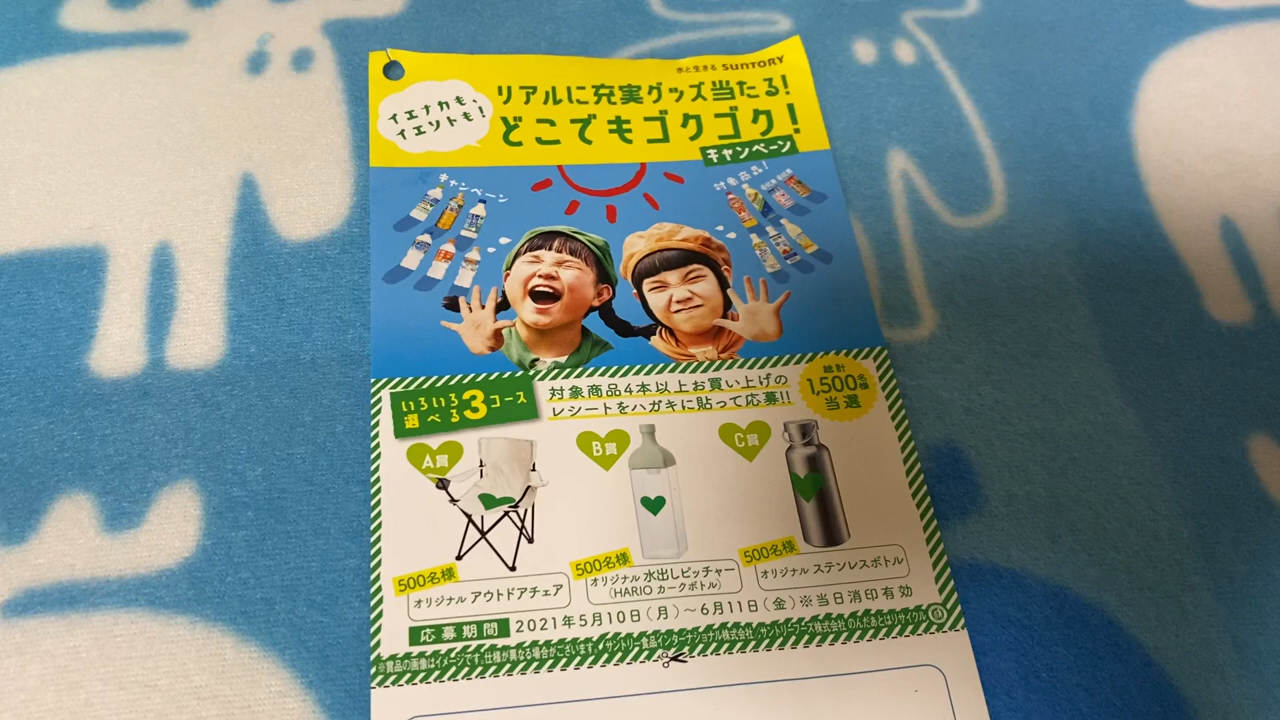 水と生きる SUNTORY
イエナカも、
イエソトも!
リアルに充実グッズ当たる!
どこでもゴクゴク!
キャンペーン
キャンペーン
対象商品!
いろいろ
選べる
3コース
対象商品4本以上お買い上げの
レシートをハガキに貼って応募!!
総計
1,500名様
当選
A賞
B賞
C賞
500名様
オリジナル アウトドアチェア
500名様
オリジナル 水出しピッチャー
(HARIO カークボトル)
500名様
オリジナル ステンレスボトル
応募期間
2021年5月10日(月)~6月11日(金)※当日消印有効
※賞品の画像はイメージです。仕様が異なる場合がございます。 サントリー食品インターナショナル株式会社/サントリーフーズ株式会社 のんだあとはリサイクル